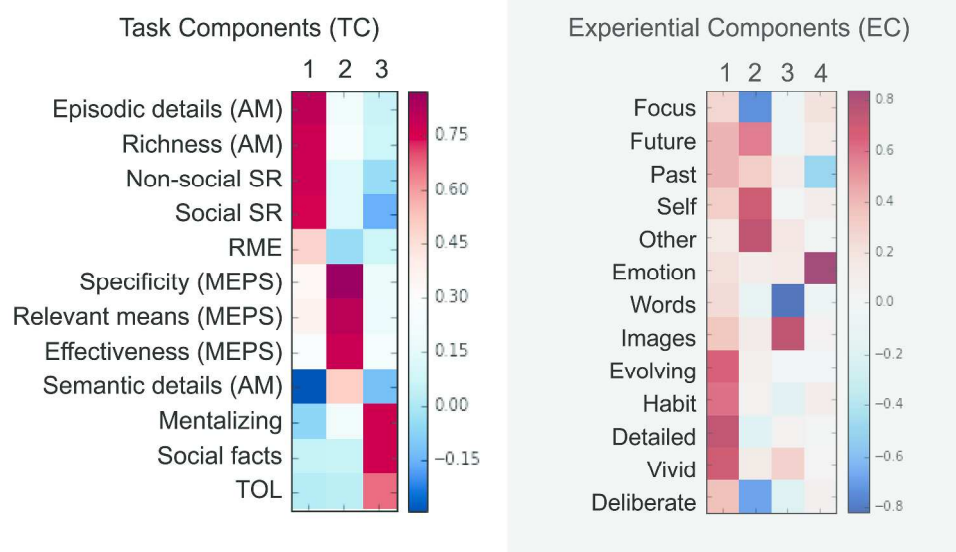 Task Components (TC)
1 2 3
Episodic details (AM)
Richness (AM)
Non-social SR
Social SR
RME
Specificity (MEPS)
Relevant means (MEPS)
Effectiveness (MEPS)
Semantic details (AM)
Mentalizing
Social facts
TOL
0.75
0.60
0.45
0.30
0.15
0.00
−0.15
Experiential Components (EC)
1 2 3 4
Focus
Future
Past
Self
Other
Emotion
Words
Images
Evolving
Habit
Detailed
Vivid
Deliberate
0.8
0.6
0.4
0.2
0.0
−0.2
−0.4
−0.6
−0.8